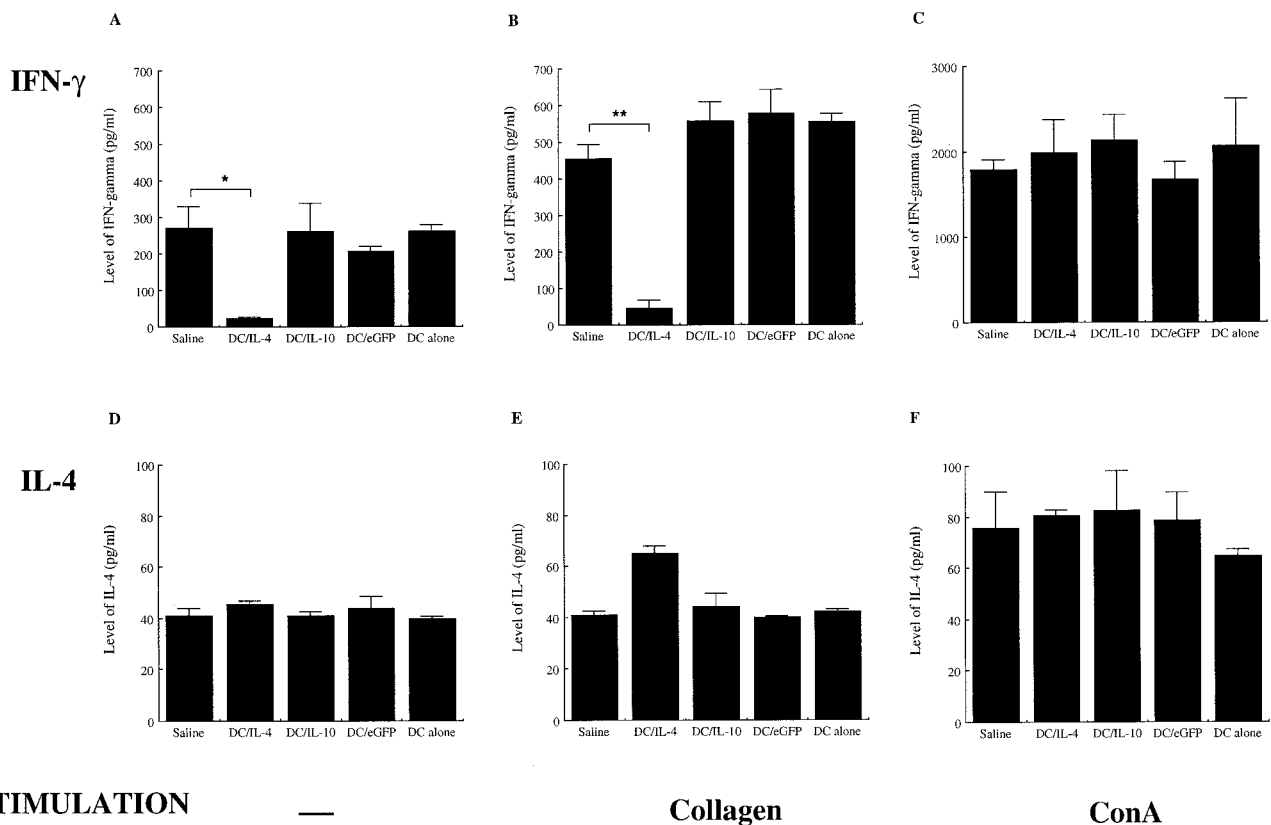 A
B
C
IFN-γ
Level of IFN-gamma (pg/ml)
700
600
500
400
300
200
100
0
*
Saline DC/IL-4 DC/IL-10 DC/eGFP DC alone
Level of IFN-gamma (pg/ml)
700
600
500
400
300
200
100
0
**
Saline DC/IL-4 DC/IL-10 DC/eGFP DC alone
Level of IFN-gamma (pg/ml)
3000
2000
1000
0
Saline DC/IL-4 DC/IL-10 DC/eGFP DC alone
D
E
F
IL-4
Level of IL-4 (pg/ml)
100
80
60
40
20
0
Saline DC/IL-4 DC/IL-10 DC/eGFP DC alone
Level of IL-4 (pg/ml)
100
80
60
40
20
0
Saline DC/IL-4 DC/IL-10 DC/eGFP DC alone
Level of IL-4 (pg/ml)
100
80
60
40
20
0
Saline DC/IL-4 DC/IL-10 DC/eGFP DC alone
TIMULATION — Collagen ConA